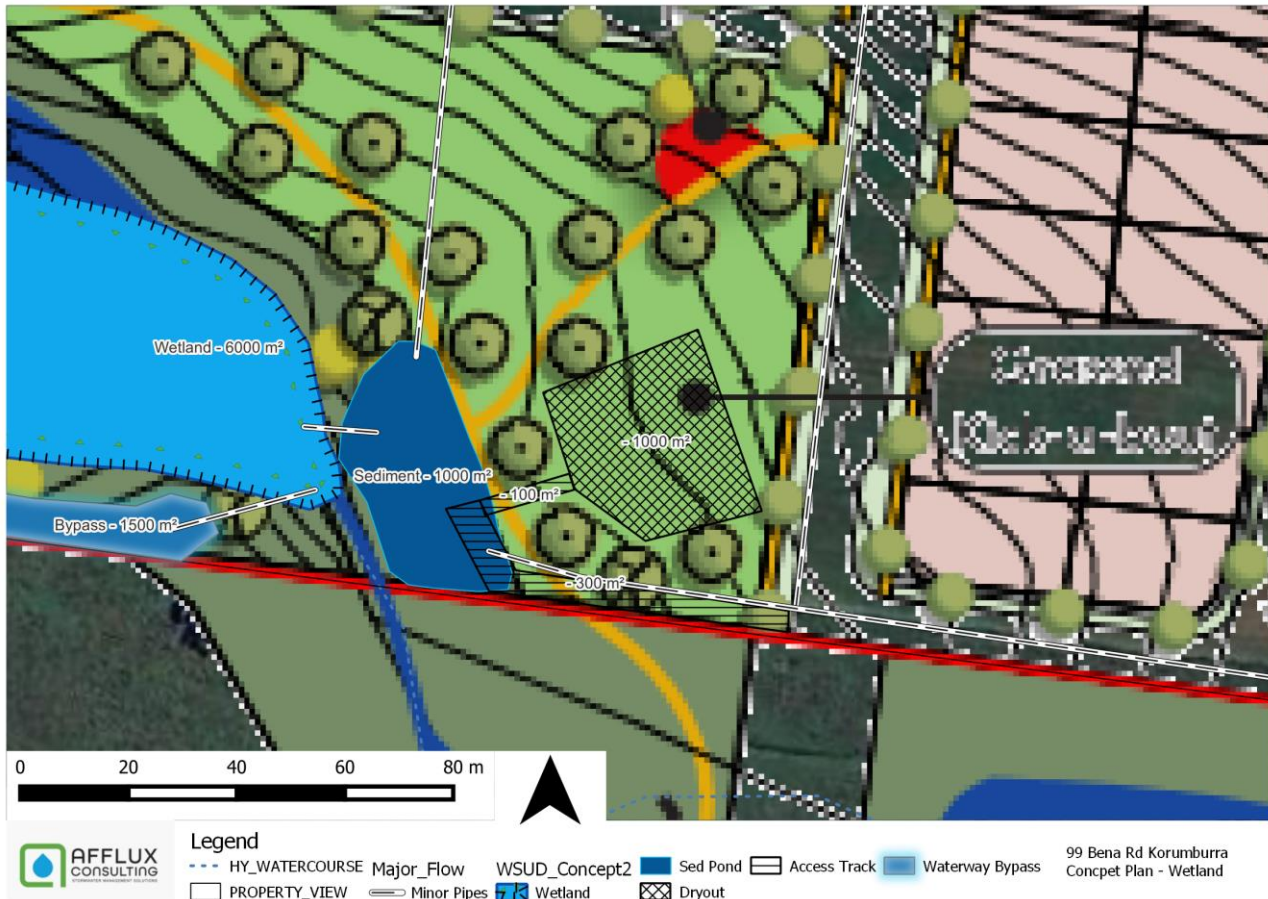 Wetland - 6000 m²
Sediment - 1000 m²
- 1000 m²
- 100 m²
Bypass - 1500 m²
- 300 m²
0 20 40 60 80 m
AFFLUX
CONSULTING
STORMWATER MANAGEMENT SOLUTIONS
Legend
HY_WATERCOURSE
PROPERTY_VIEW
Major_Flow
Minor Pipes
WSUD_Concept2
Wetland
Sed Pond
Dryout
Access Track
Waterway Bypass
99 Bena Rd Korumburra
Concpet Plan - Wetland